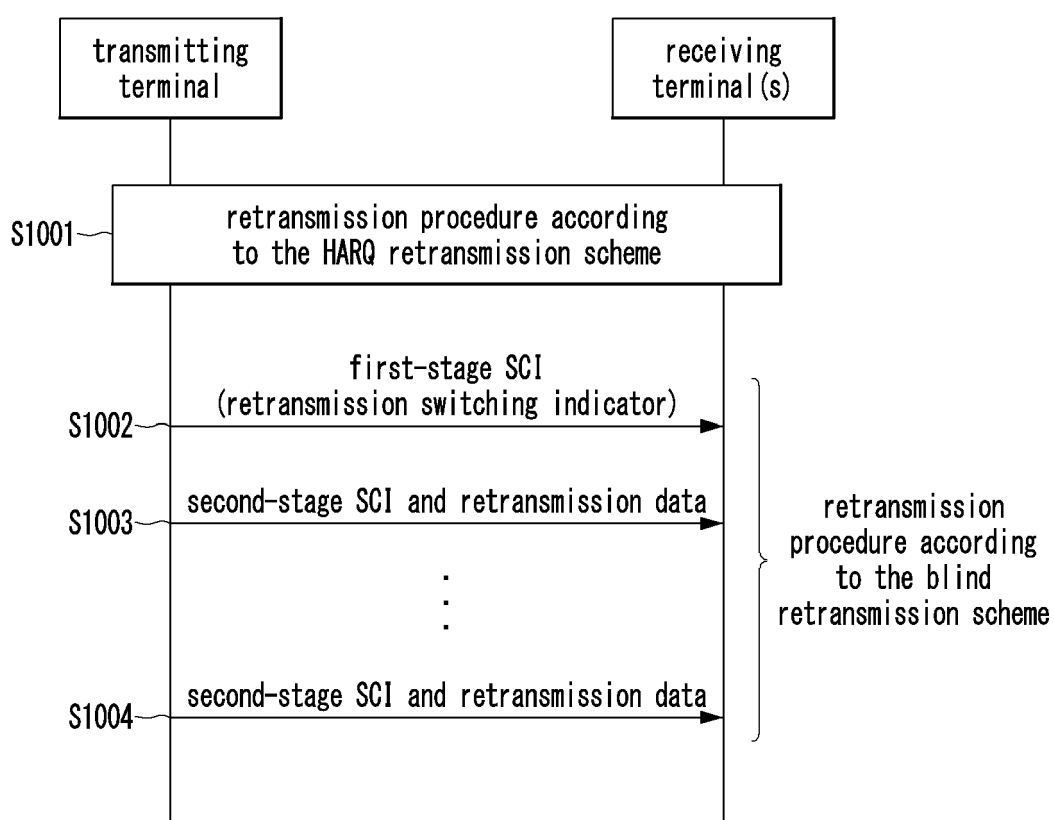 transmitting
terminal
receiving
terminal(s)
S1001
retransmission procedure according
to the HARQ retransmission scheme
first-stage SCI
(retransmission switching indicator)
S1002
second-stage SCI and retransmission data
S1003
retransmission
procedure according
to the blind
retransmission scheme
second-stage SCI and retransmission data
S1004